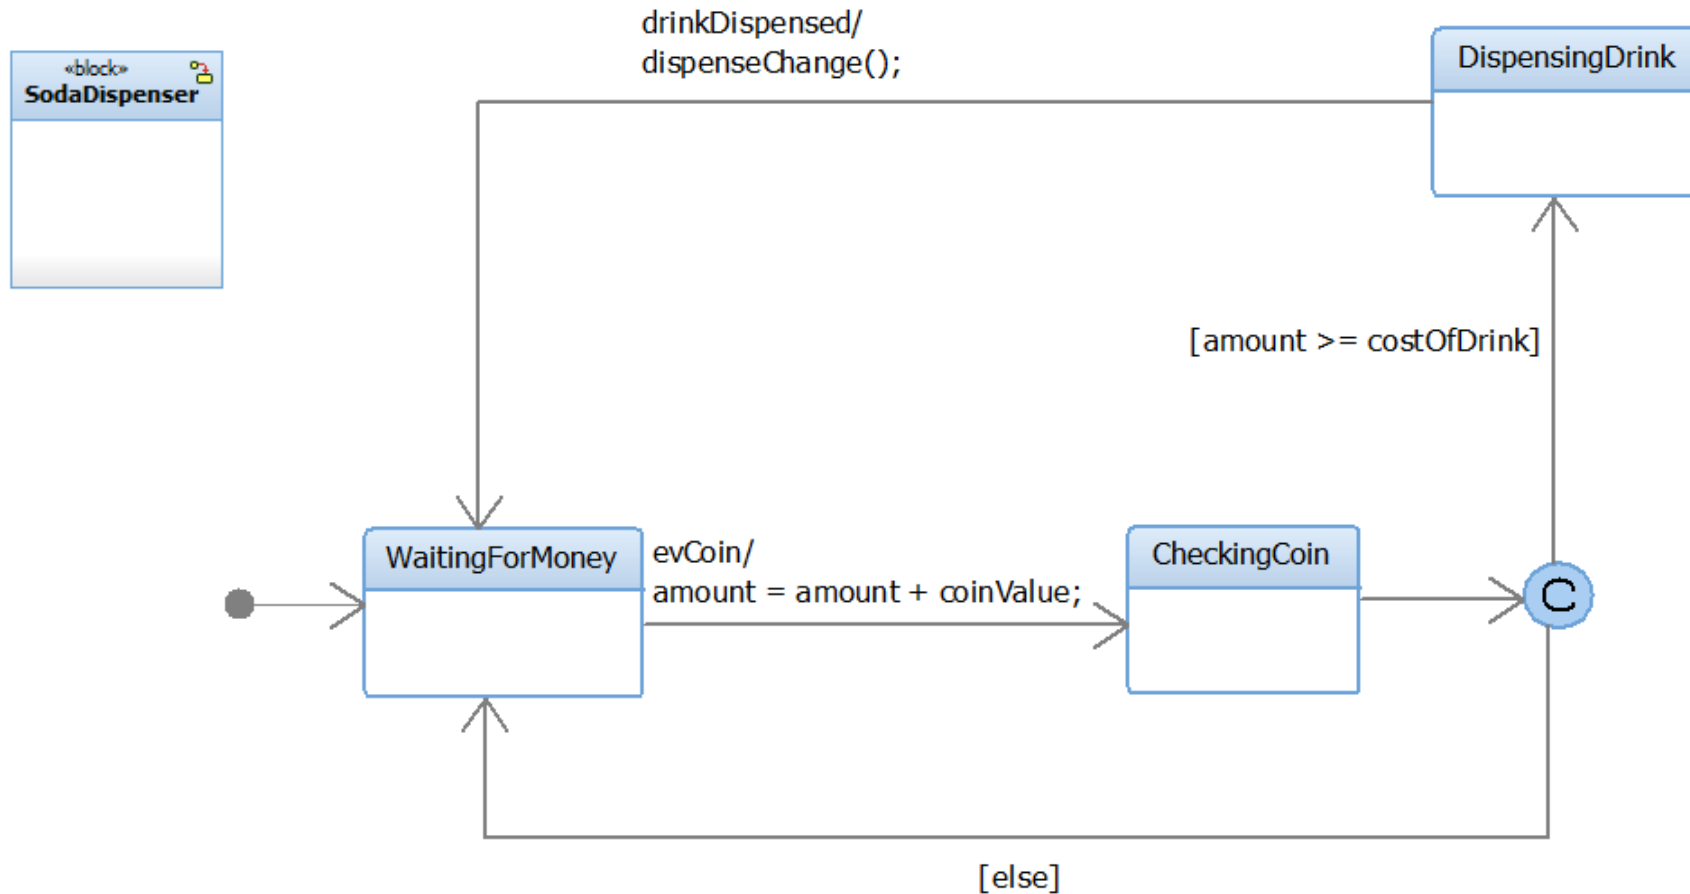 drinkDispensed/
dispenseChange();
«block»
SodaDispenser
DispensingDrink
[amount >= costOfDrink]
WaitingForMoney
evCoin/
amount = amount + coinValue;
CheckingCoin
C
[else]